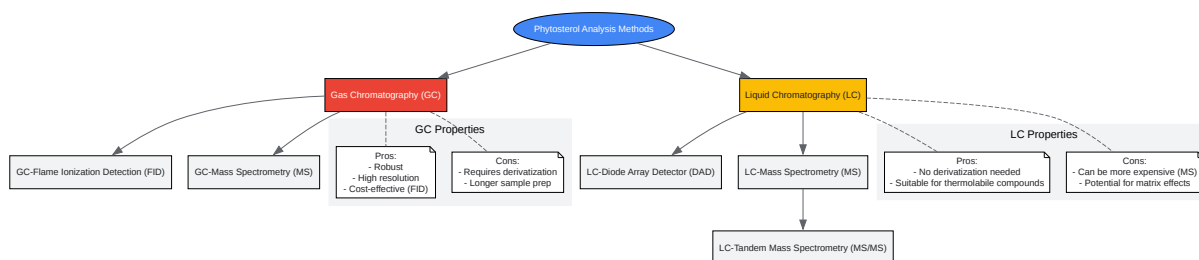 Phytosterol Analysis Methods
Gas Chromatography (GC)
Liquid Chromatography (LC)
GC Properties
LC Properties
GC-Flame Ionization Detection (FID)
GC-Mass Spectrometry (MS)
Pros:
- Robust
- High resolution
- Cost-effective (FID)
Cons:
- Requires derivatization
- Longer sample prep
LC-Diode Array Detector (DAD)
LC-Mass Spectrometry (MS)
Pros:
- No derivatization needed
- Suitable for thermolabile compounds
Cons:
- Can be more expensive (MS)
- Potential for matrix effects
LC-Tandem Mass Spectrometry (MS/MS)